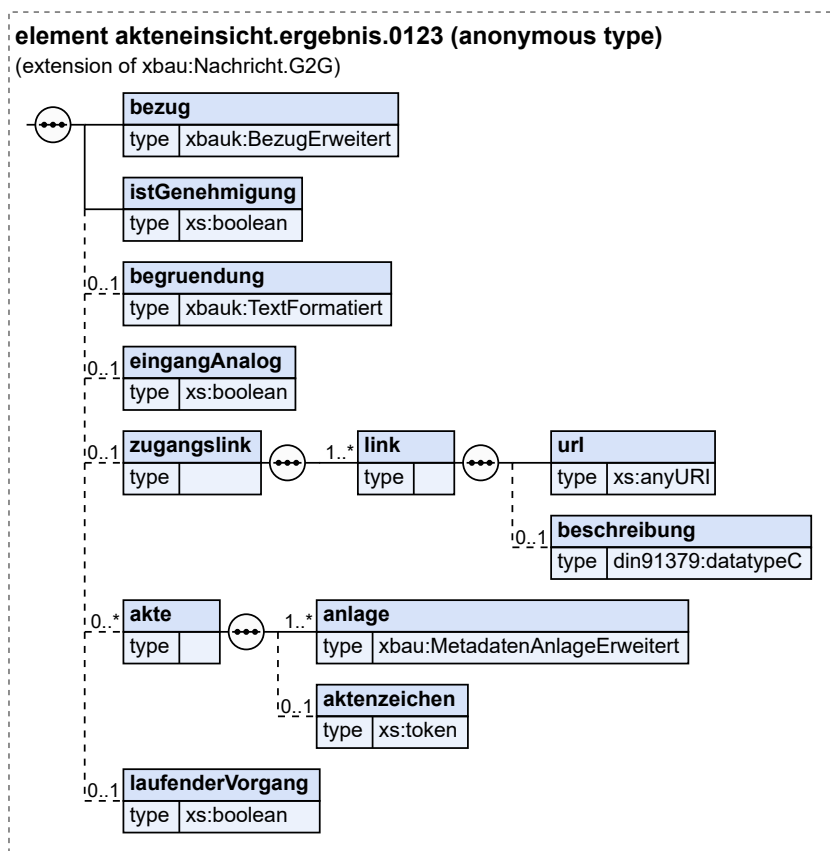 element akteneinsicht.ergebnis.0123 (anonymous type)
(extension of xbau:Nachricht.G2G)
bezug
type xbauk:BezugErweitert
istGenehmigung
type xs:boolean
0..1 begruendung
type xbauk:TextFormatiert
0..1 eingangAnalog
type xs:boolean
0..1 zugangslink 1..* link url
type type type xs:anyURI
0..1 beschreibung
type din91379:datatypeC
0..* akte 1..* anlage
type type xbau:MetadatenAnlageErweitert
0..1 aktenzeichen
type xs:token
0..1 laufenderVorgang
type xs:boolean